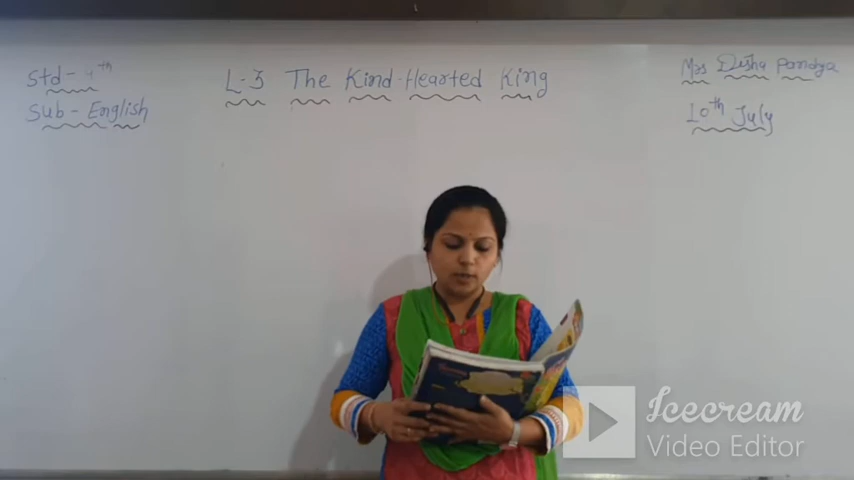 Std - 4th
Sub - English
L-3 The Kind-Hearted King
Mrs Disha Pandya
10th July
Icecream
Video Editor